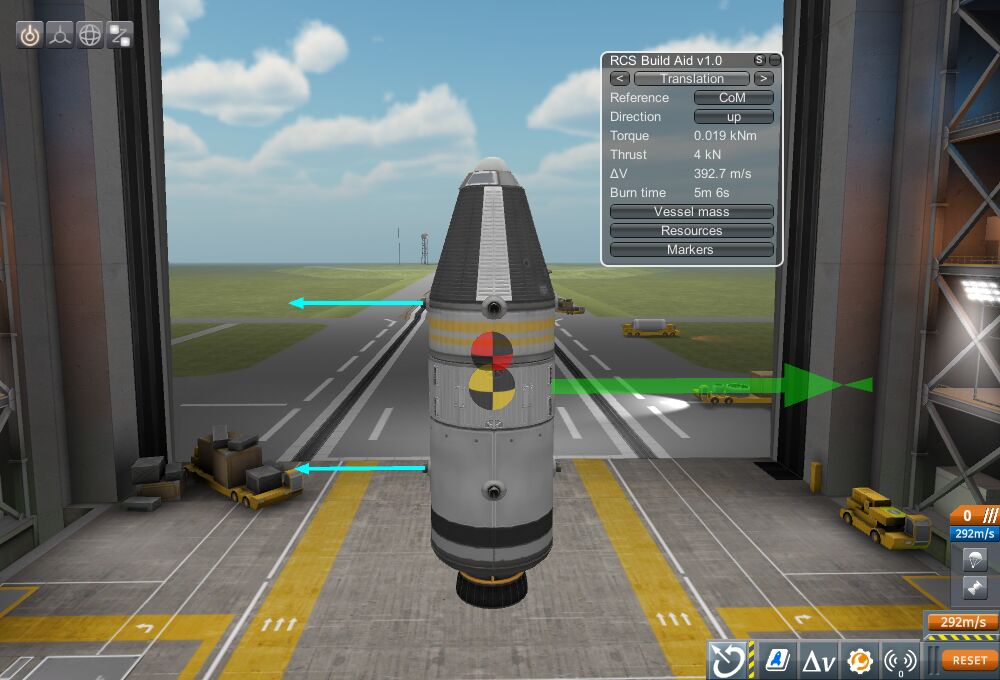 RCS Build Aid v1.0 S
< Translation >
Reference CoM
Direction up
Torque 0.019 kNm
Thrust 4 kN
ΔV 392.7 m/s
Burn time 5m 6s
Vessel mass
Resources
Markers
0
292m/s
292m/s
Δv
0
RESET